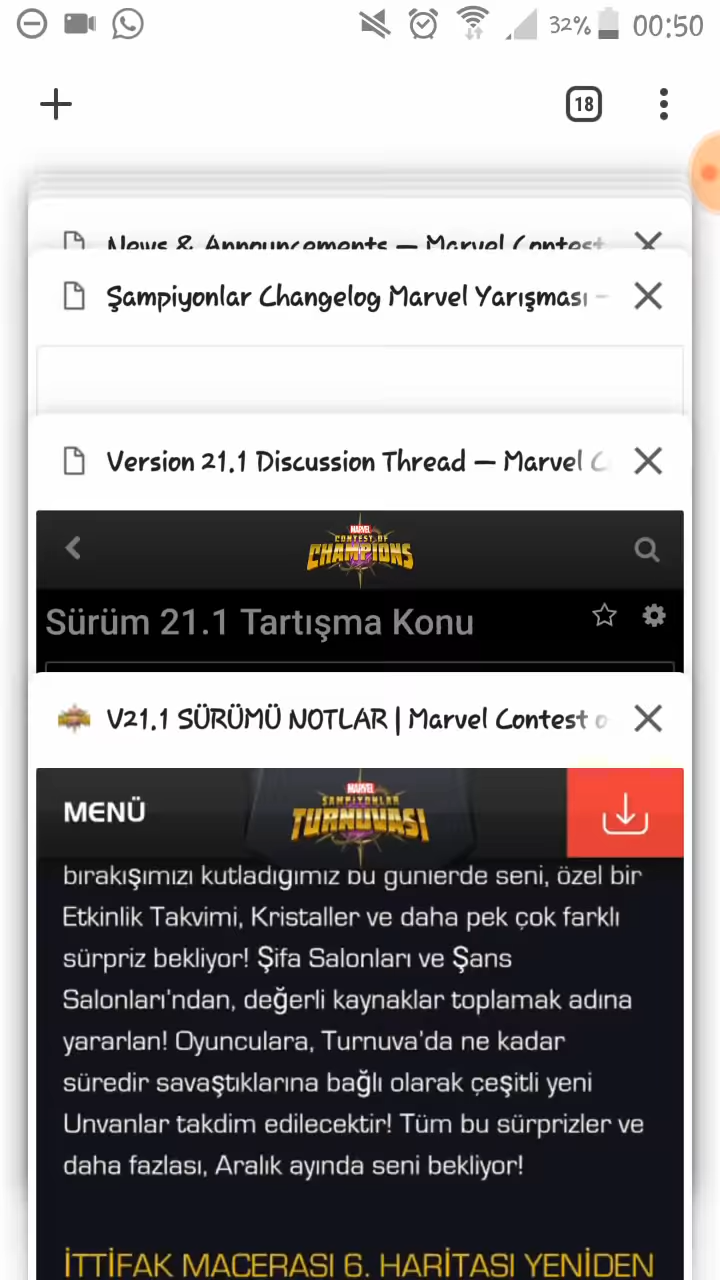 32% 00:50
18
News & Announcements — Marvel Contest
Şampiyonlar Changelog Marvel Yarışması –
Version 21.1 Discussion Thread — Marvel C
MARVEL
CONTEST OF
CHAMPIONS
Sürüm 21.1 Tartışma Konu
V21.1 SÜRÜMÜ NOTLAR | Marvel Contest o
MENÜ
MARVEL
ŞAMPİYONLAR
TURNUVASI
bırakışımızı kutladığımız bu günlerde seni, özel bir
Etkinlik Takvimi, Kristaller ve daha pek çok farklı
sürpriz bekliyor! Şifa Salonları ve Şans
Salonları'ndan, değerli kaynaklar toplamak adına
yararlan! Oyunculara, Turnuva'da ne kadar
süredir savaştıklarına bağlı olarak çeşitli yeni
Unvanlar takdim edilecektir! Tüm bu sürprizler ve
daha fazlası, Aralık ayında seni bekliyor!
İTTİFAK MACERASI 6. HARİTASI YENİDEN